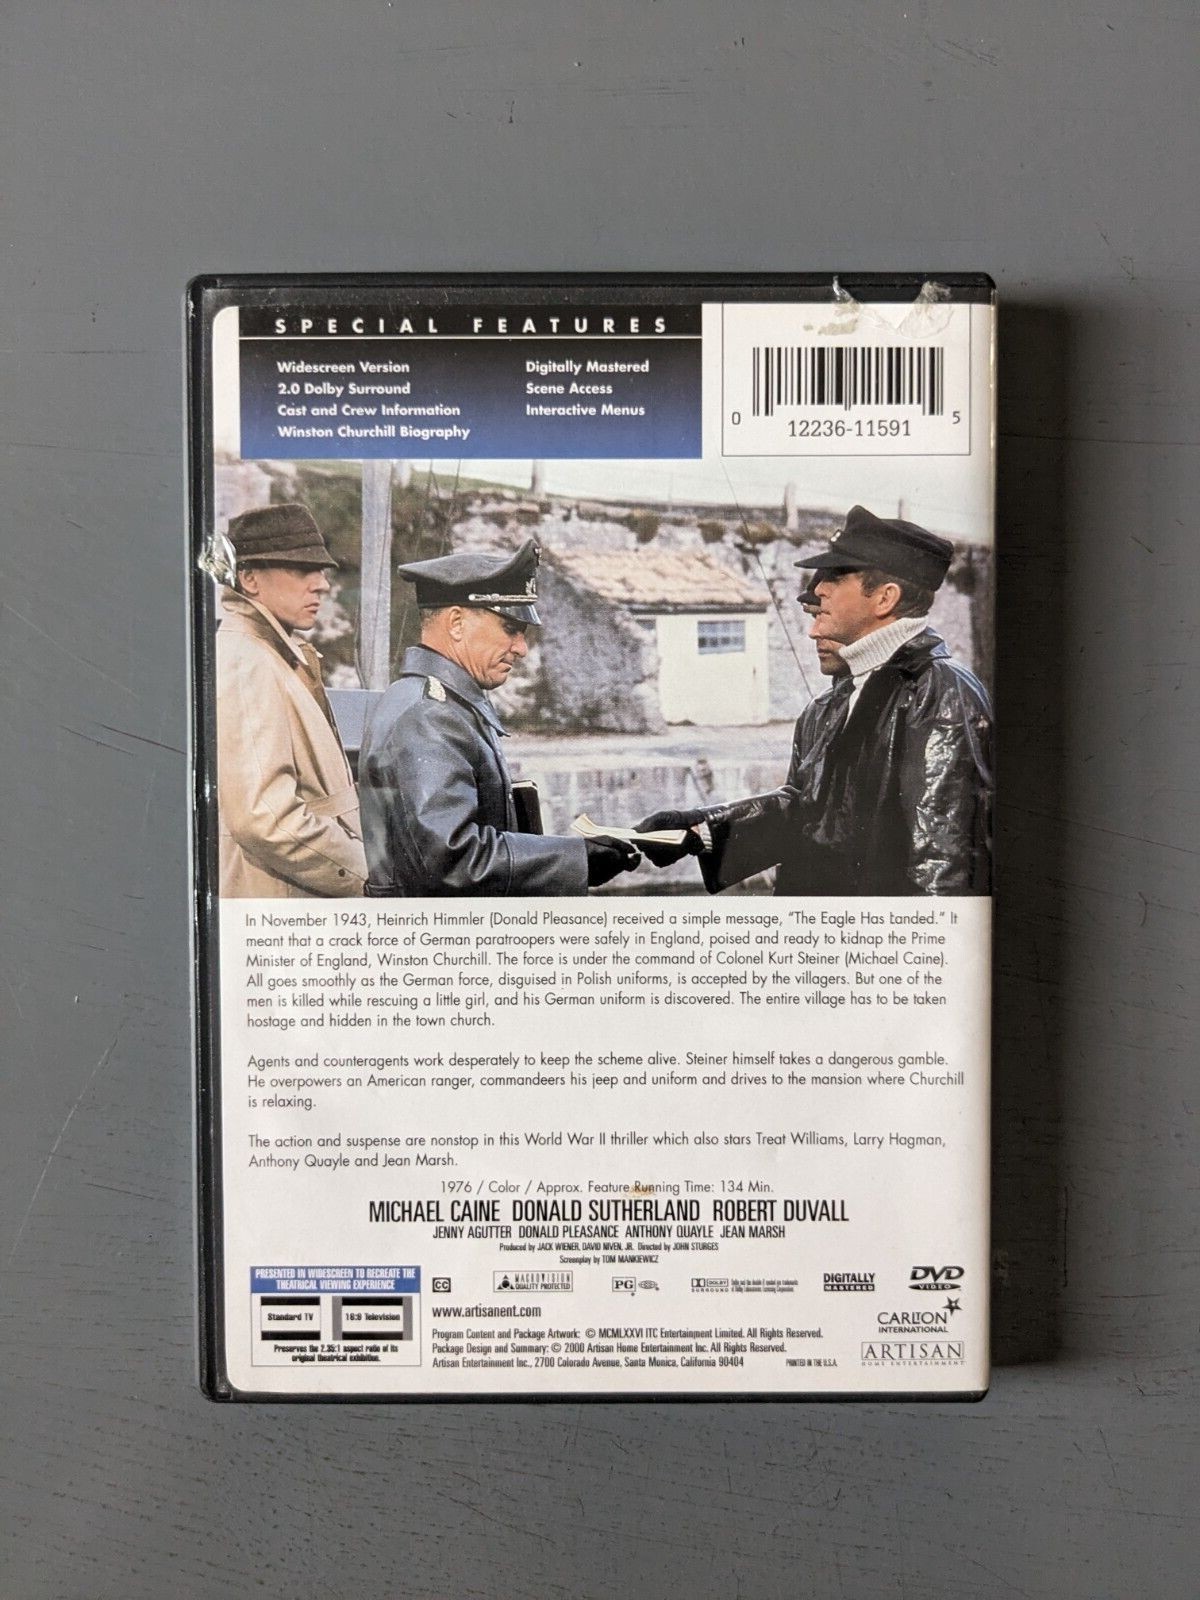 SPECIAL FEATURES
Widescreen Version
2.0 Dolby Surround
Cast and Crew Information
Winston Churchill Biography
Digitally Mastered
Scene Access
Interactive Menus
0 12236-11591 5
In November 1943, Heinrich Himmler (Donald Pleasance) received a simple message, “The Eagle Has Landed.” It
meant that a crack force of German paratroopers were safely in England, poised and ready to kidnap the Prime
Minister of England, Winston Churchill. The force is under the command of Colonel Kurt Steiner (Michael Caine).
All goes smoothly as the German force, disguised in Polish uniforms, is accepted by the villagers. But one of the
men is killed while rescuing a little girl, and his German uniform is discovered. The entire village has to be taken
hostage and hidden in the town church.
Agents and counteragents work desperately to keep the scheme alive. Steiner himself takes a dangerous gamble.
He overpowers an American ranger, commandeers his jeep and uniform and drives to the mansion where Churchill
is relaxing.
The action and suspense are nonstop in this World War II thriller which also stars Treat Williams, Larry Hagman,
Anthony Quayle and Jean Marsh.
1976 / Color / Approx. Feature Running Time: 134 Min.
MICHAEL CAINE DONALD SUTHERLAND ROBERT DUVALL
JENNY AGUTTER DONALD PLEASANCE ANTHONY QUAYLE JEAN MARSH
Produced by JACK WIENER, DAVID NIVEN, JR. Directed by JOHN STURGES
Screenplay by TOM MANKIEWICZ
PRESENTED IN WIDESCREEN TO RECREATE THE
THEATRICAL VIEWING EXPERIENCE
Standard TV
16:9 Television
Preserves the 2.35:1 aspect ratio of its
original theatrical exhibition.
CC
MACROVISION
QUALITY PROTECTED
PG
DOLBY
SURROUND
DIGITALLY
MASTERED
DVD
VIDEO
www.artisanent.com
CARLTON
INTERNATIONAL
Program Content and Package Artwork: © MCMLXXVI ITC Entertainment Limited. All Rights Reserved.
Package Design and Summary: © 2000 Artisan Home Entertainment Inc. All Rights Reserved.
Artisan Entertainment Inc., 2700 Colorado Avenue, Santa Monica, California 90404
PRINTED IN THE U.S.A.
ARTISAN
HOME ENTERTAINMENT